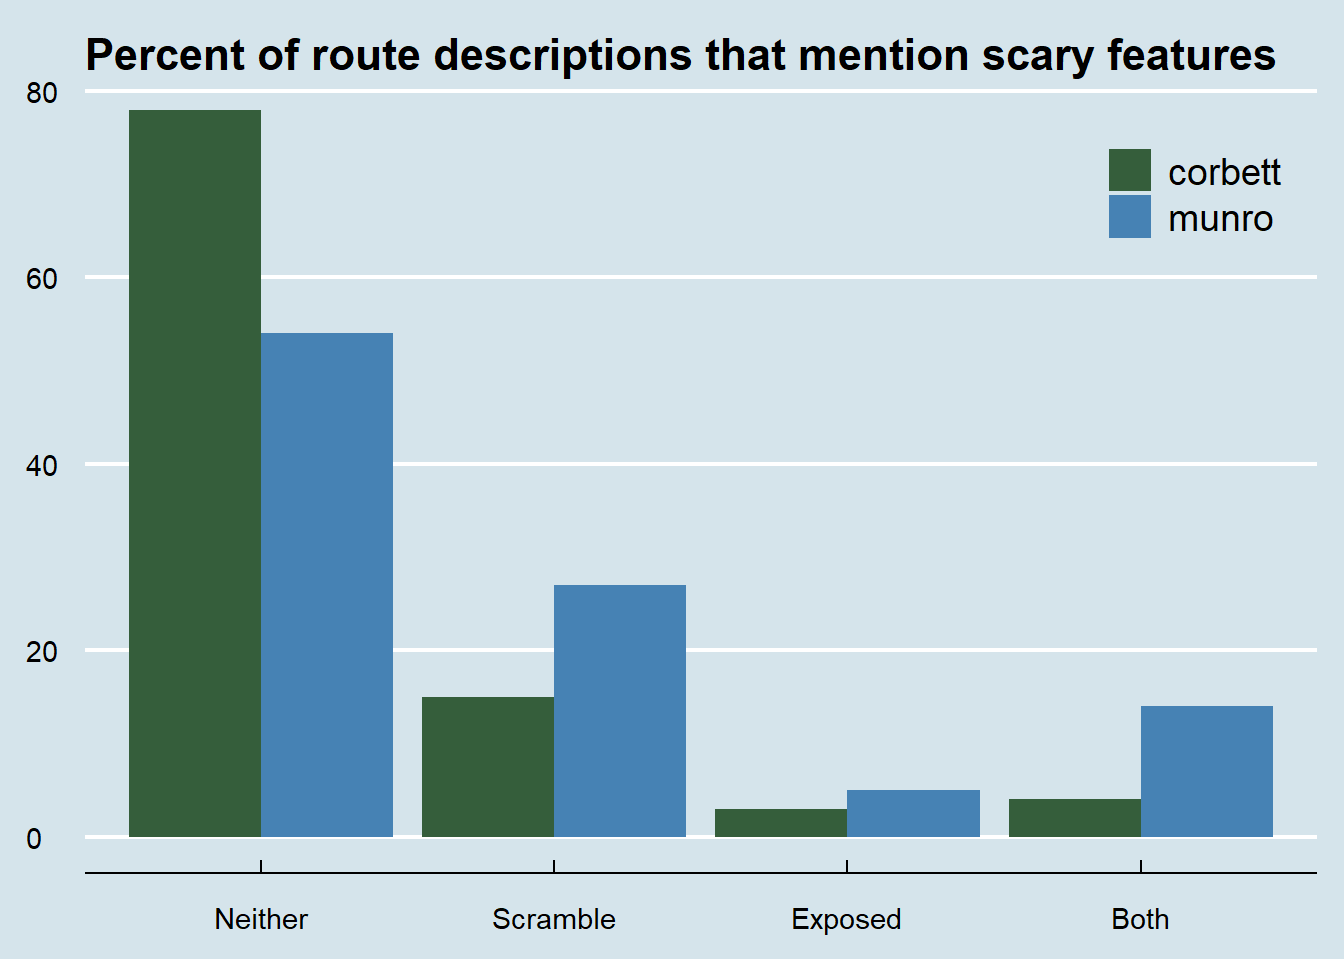 Percent of route descriptions that mention scary features
80
corbett
munro
60
40
20
0
Neither Scramble Exposed Both